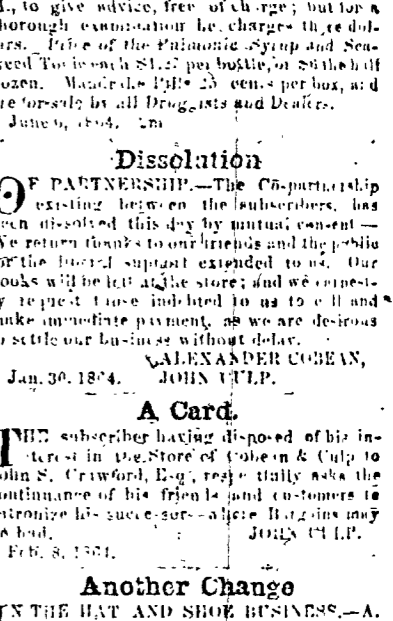 to give advice, free of charge; but for a
thorough examination he charges three dol-
ars. Price of the Pulmonic Syrup and Sea-
weed Tonic each $1.25 per bottle, or $6 the half
dozen. Mandrake Pills 25 cents per box, and
are for sale by all Druggists and Dealers.
June 6, 1864.
Dissolution
OF PARTNERSHIP.—The Co-partnership
existing between the subscribers, has
been dissolved this day by mutual consent—
We return thanks to our friends and the public
for the liberal support extended to us. Our
books will be left at the store; and we earnest-
ly request those indebted to us to call and
make immediate payment, as we are desirous
to settle our business without delay.
ALEXANDER COBEAN,
Jan. 30. 1864. JOHN CULP.
A Card.
THE subscriber having disposed of his in-
terest in the Store of Cobean & Culp to
John S. Crawford, Esq, respectfully asks the
continuance of his friends and customers to
patronize his successors—where Bargains may
be had. JOHN CULP.
Feb. 8, 1864.
Another Change
IN THE HAT AND SHOE BUSINESS.—A.